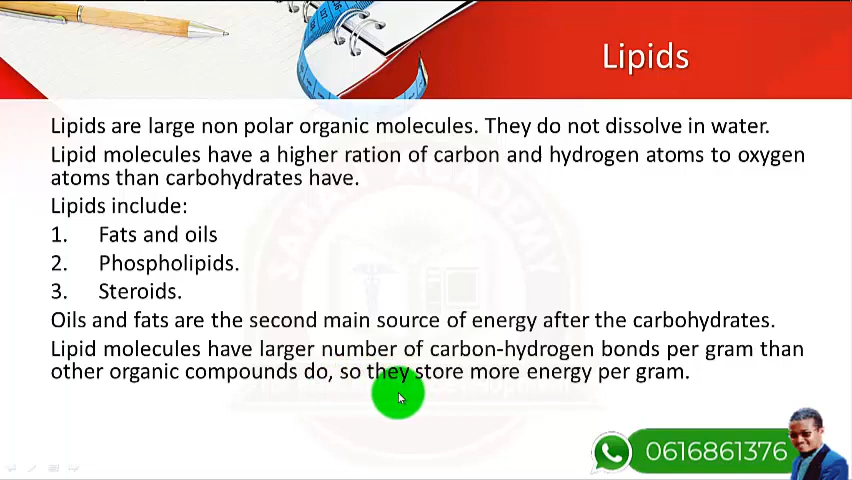 Lipids
Lipids are large non polar organic molecules. They do not dissolve in water.
Lipid molecules have a higher ration of carbon and hydrogen atoms to oxygen
atoms than carbohydrates have.
Lipids include:
1. Fats and oils
2. Phospholipids.
3. Steroids.
Oils and fats are the second main source of energy after the carbohydrates.
Lipid molecules have larger number of carbon-hydrogen bonds per gram than
other organic compounds do, so they store more energy per gram.
0616861376